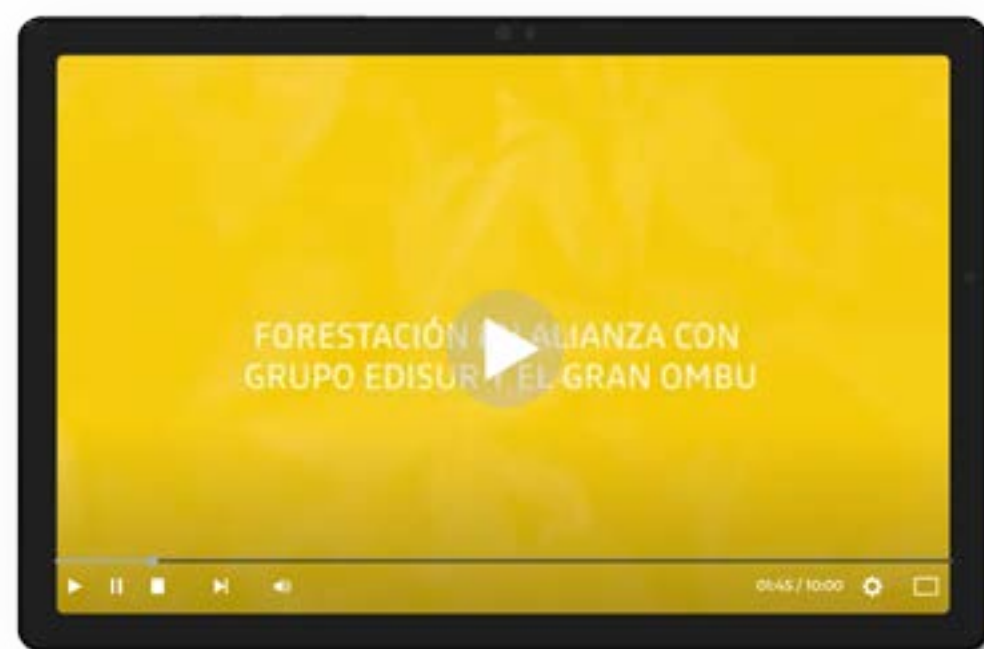 FORESTACIÓN ALIANZA CON
GRUPO EDISUR Y EL GRAN OMBU
01:45 / 10:00